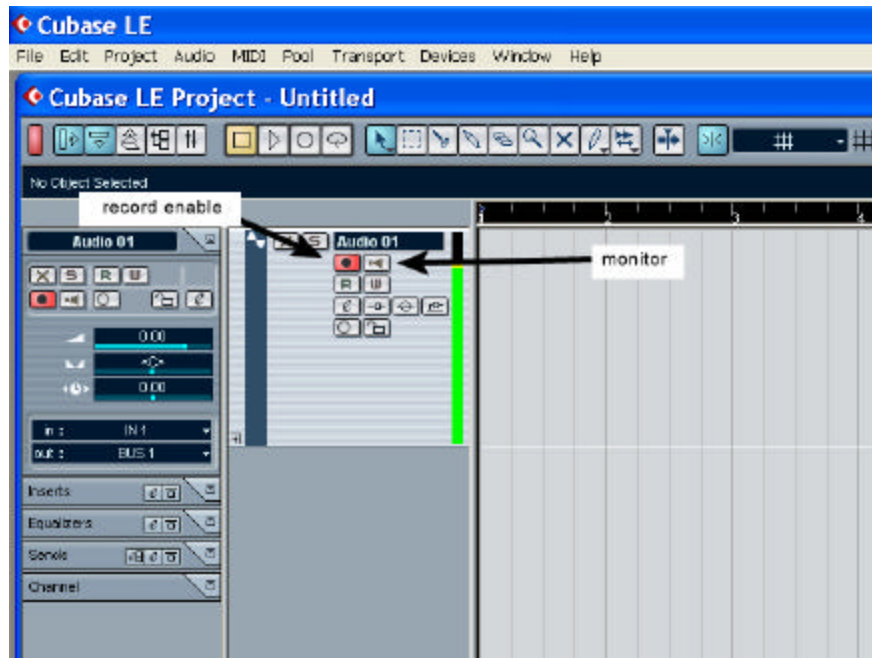 Cubase LE
File Edit Project Audio MIDI Pool Transport Devices Window Help
Cubase LE Project - Untitled
No Object Selected
record enable
1 2 3 4
Audio 01
S Audio 01
monitor
X S R W
R W
0.00
<C>
0.00
in : IN 1
out : BUS 1
Inserts
Equalizers
Sends
Channel